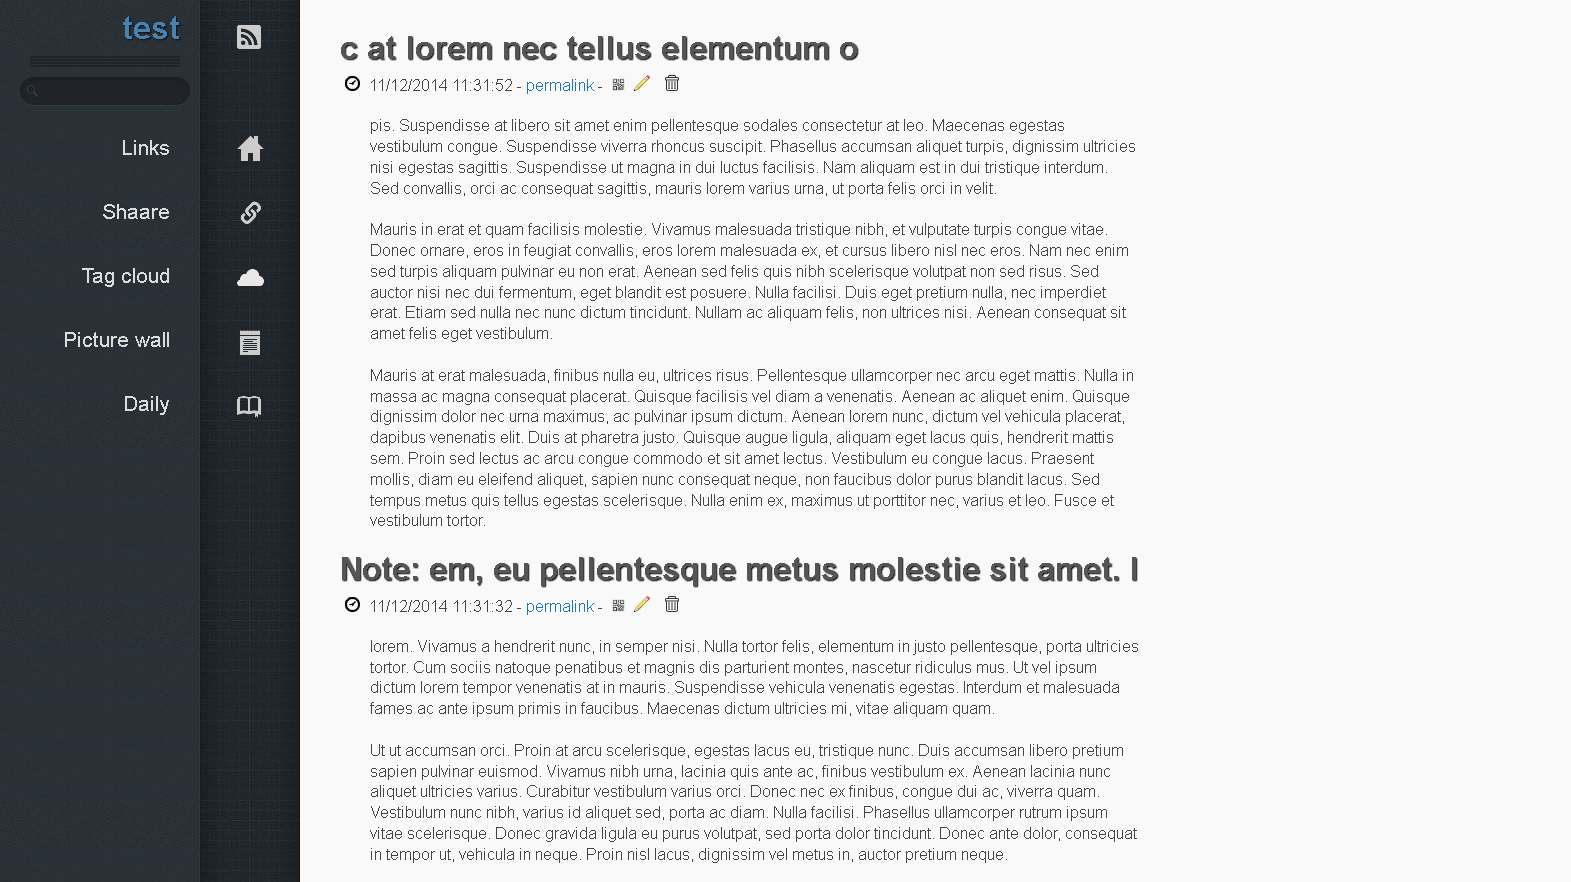 test
Links
Shaare
Tag cloud
Picture wall
Daily
c at lorem nec tellus elementum o
11/12/2014 11:31:52 - permalink -
pis. Suspendisse at libero sit amet enim pellentesque sodales consectetur at leo. Maecenas egestas
vestibulum congue. Suspendisse viverra rhoncus suscipit. Phasellus accumsan aliquet turpis, dignissim ultricies
nisi egestas sagittis. Suspendisse ut magna in dui luctus facilisis. Nam aliquam est in dui tristique interdum.
Sed convallis, orci ac consequat sagittis, mauris lorem varius urna, ut porta felis orci in velit.
Mauris in erat et quam facilisis molestie. Vivamus malesuada tristique nibh, et vulputate turpis congue vitae.
Donec ornare, eros in feugiat convallis, eros lorem malesuada ex, et cursus libero nisl nec eros. Nam nec enim
sed turpis aliquam pulvinar eu non erat. Aenean sed felis quis nibh scelerisque volutpat non sed risus. Sed
auctor nisi nec dui fermentum, eget blandit est posuere. Nulla facilisi. Duis eget pretium nulla, nec imperdiet
erat. Etiam sed nulla nec nunc dictum tincidunt. Nullam ac aliquam felis, non ultrices nisi. Aenean consequat sit
amet felis eget vestibulum.
Mauris at erat malesuada, finibus nulla eu, ultrices risus. Pellentesque ullamcorper nec arcu eget mattis. Nulla in
massa ac magna consequat placerat. Quisque facilisis vel diam a venenatis. Aenean ac aliquet enim. Quisque
dignissim dolor nec urna maximus, ac pulvinar ipsum dictum. Aenean lorem nunc, dictum vel vehicula placerat,
dapibus venenatis elit. Duis at pharetra justo. Quisque augue ligula, aliquam eget lacus quis, hendrerit mattis
sem. Proin sed lectus ac arcu congue commodo et sit amet lectus. Vestibulum eu congue lacus. Praesent
mollis, diam eu eleifend aliquet, sapien nunc consequat neque, non faucibus dolor purus blandit lacus. Sed
tempus metus quis tellus egestas scelerisque. Nulla enim ex, maximus ut porttitor nec, varius et leo. Fusce et
vestibulum tortor.
Note: em, eu pellentesque metus molestie sit amet. I
11/12/2014 11:31:32 - permalink -
lorem. Vivamus a hendrerit nunc, in semper nisi. Nulla tortor felis, elementum in justo pellentesque, porta ultricies
tortor. Cum sociis natoque penatibus et magnis dis parturient montes, nascetur ridiculus mus. Ut vel ipsum
dictum lorem tempor venenatis at in mauris. Suspendisse vehicula venenatis egestas. Interdum et malesuada
fames ac ante ipsum primis in faucibus. Maecenas dictum ultricies mi, vitae aliquam quam.
Ut ut accumsan orci. Proin at arcu scelerisque, egestas lacus eu, tristique nunc. Duis accumsan libero pretium
sapien pulvinar euismod. Vivamus nibh urna, lacinia quis ante ac, finibus vestibulum ex. Aenean lacinia nunc
aliquet ultricies varius. Curabitur vestibulum varius orci. Donec nec ex finibus, congue dui ac, viverra quam.
Vestibulum nunc nibh, varius id aliquet sed, porta ac diam. Nulla facilisi. Phasellus ullamcorper rutrum ipsum
vitae scelerisque. Donec gravida ligula eu purus volutpat, sed porta dolor tincidunt. Donec ante dolor, consequat
in tempor ut, vehicula in neque. Proin nisl lacus, dignissim vel metus in, auctor pretium neque.